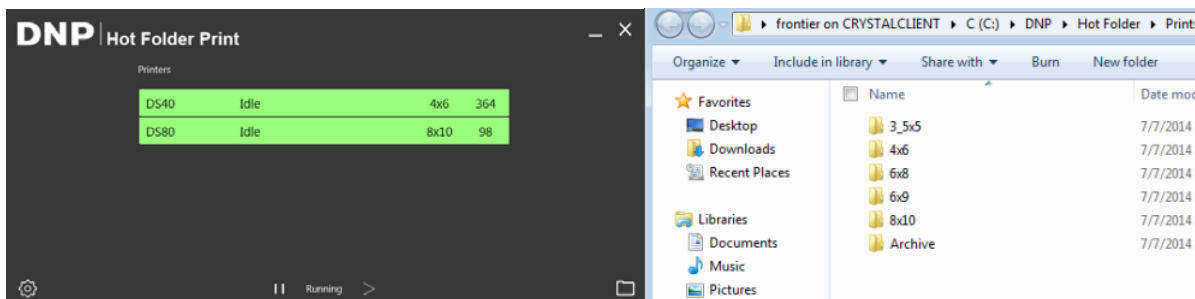 DNP Hot Folder Print
Printers
DS40 Idle 4x6 364
DS80 Idle 8x10 98
Running
frontier on CRYSTALCLIENT C (C:) DNP Hot Folder Prints
Organize Include in library Share with Burn New folder
Favorites
Desktop
Downloads
Recent Places
Libraries
Documents
Music
Pictures
Name Date mod
3_5x5 7/7/2014
4x6 7/7/2014
6x8 7/7/2014
6x9 7/7/2014
8x10 7/7/2014
Archive 7/7/2014